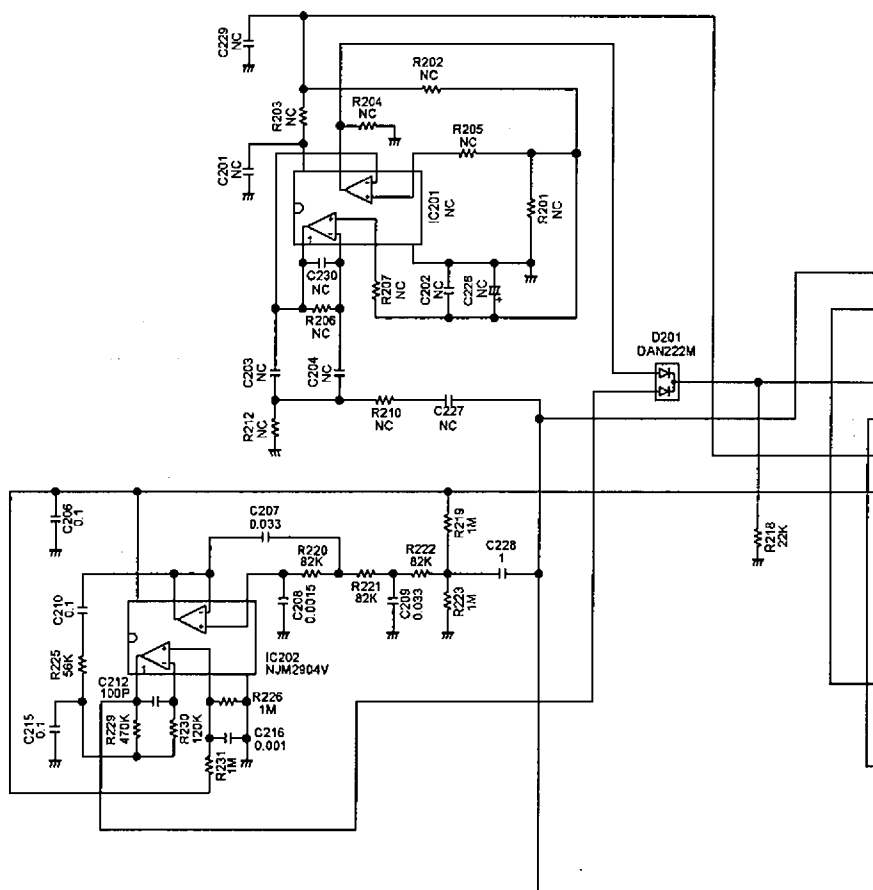 C229
NC
R202
NC
R203
NC
R204
NC
R205
NC
C201
NC
IC201
NC
R201
NC
1
C230
NC
R207
NC
C202
NC
C226
NC
+
R206
NC
C203
NC
C204
NC
D201
DAN222M
R212
NC
R210
NC
C227
NC
C206
0.1
C207
0.033
R219
1M
R218
22K
R220
82K
R222
82K
C228
1
C208
0.0015
R221
82K
C209
0.033
R223
1M
C210
0.1
R225
56K
IC202
NJM2904V
1
C212
100P
R226
1M
C215
0.1
R229
470K
R230
120K
C216
0.001
R231
1M